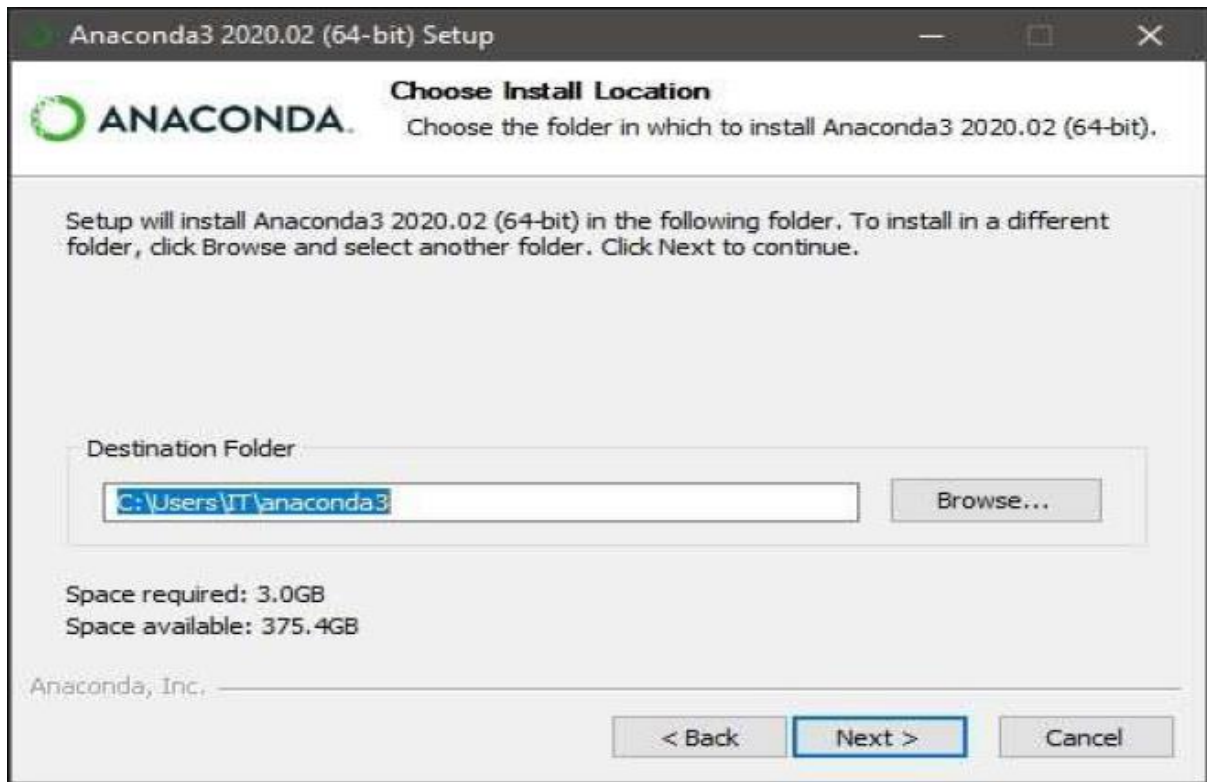 Anaconda3 2020.02 (64-bit) Setup
ANACONDA.
Choose Install Location
Choose the folder in which to install Anaconda3 2020.02 (64-bit).
Setup will install Anaconda3 2020.02 (64-bit) in the following folder. To install in a different
folder, click Browse and select another folder. Click Next to continue.
Destination Folder
C:\Users\IT\anaconda3
Browse...
Space required: 3.0GB
Space available: 375.4GB
Anaconda, Inc.
< Back
Next >
Cancel